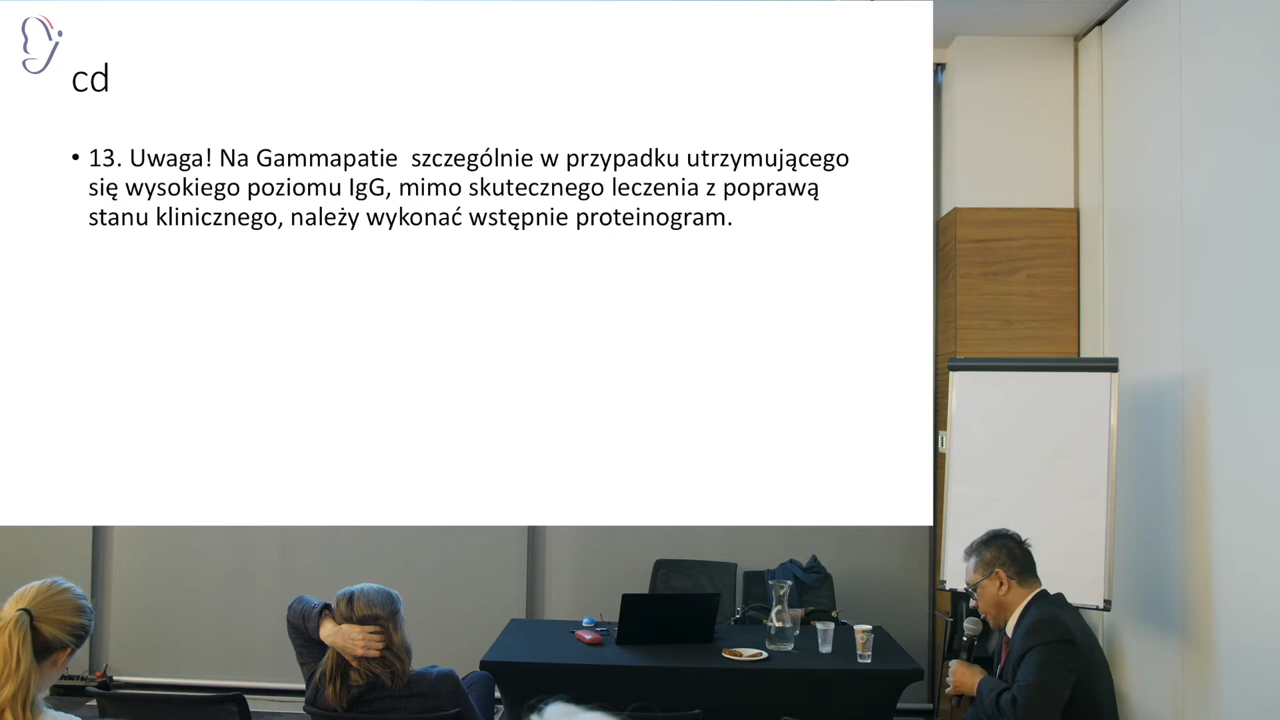 cd
• 13. Uwaga! Na Gammapatie  szczególnie w przypadku utrzymującego
się wysokiego poziomu IgG, mimo skutecznego leczenia z poprawą
stanu klinicznego, należy wykonać wstępnie proteinogram.